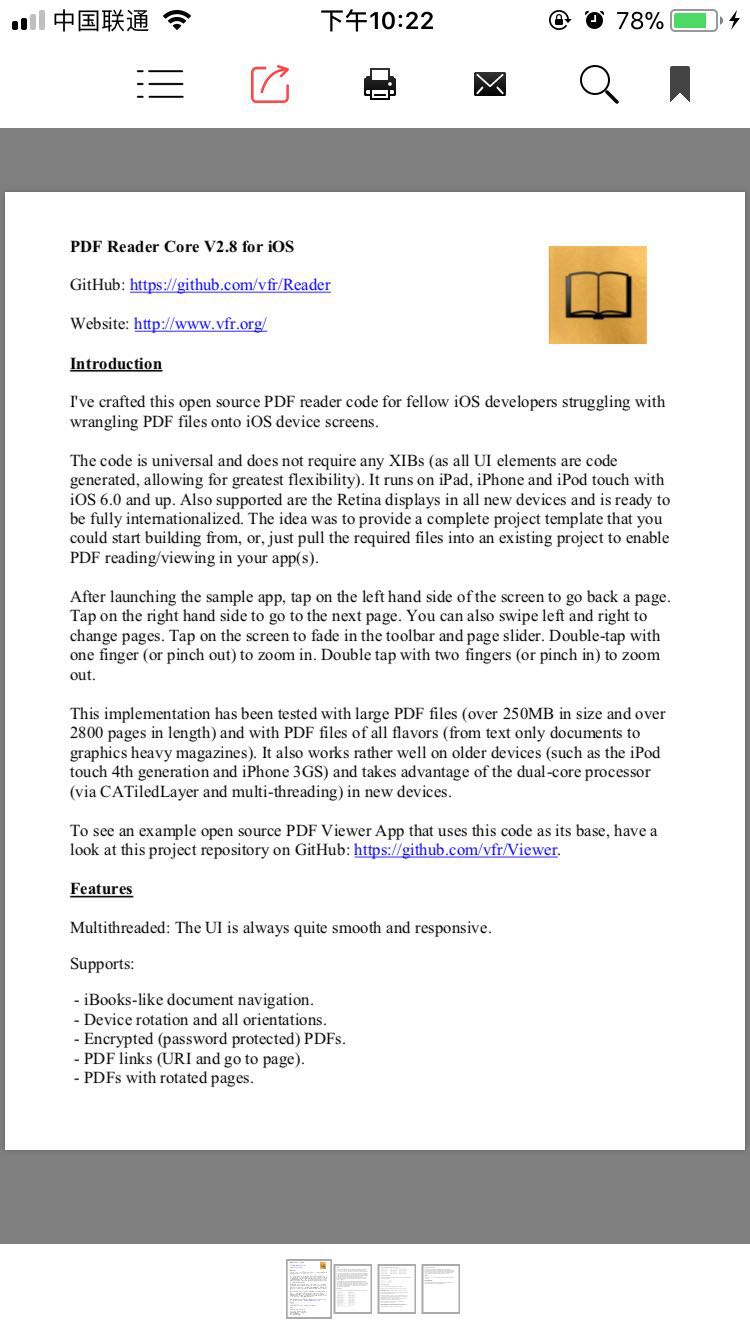 中国联通 下午10:22 78%
PDF Reader Core V2.8 for iOS
GitHub: https://github.com/vfr/Reader
Website: http://www.vfr.org/
Introduction
I've crafted this open source PDF reader code for fellow iOS developers struggling with
wrangling PDF files onto iOS device screens.
The code is universal and does not require any XIBs (as all UI elements are code
generated, allowing for greatest flexibility). It runs on iPad, iPhone and iPod touch with
iOS 6.0 and up. Also supported are the Retina displays in all new devices and is ready to
be fully internationalized. The idea was to provide a complete project template that you
could start building from, or, just pull the required files into an existing project to enable
PDF reading/viewing in your app(s).
After launching the sample app, tap on the left hand side of the screen to go back a page.
Tap on the right hand side to go to the next page. You can also swipe left and right to
change pages. Tap on the screen to fade in the toolbar and page slider. Double-tap with
one finger (or pinch out) to zoom in. Double tap with two fingers (or pinch in) to zoom
out.
This implementation has been tested with large PDF files (over 250MB in size and over
2800 pages in length) and with PDF files of all flavors (from text only documents to
graphics heavy magazines). It also works rather well on older devices (such as the iPod
touch 4th generation and iPhone 3GS) and takes advantage of the dual-core processor
(via CATiledLayer and multi-threading) in new devices.
To see an example open source PDF Viewer App that uses this code as its base, have a
look at this project repository on GitHub: https://github.com/vfr/Viewer.
Features
Multithreaded: The UI is always quite smooth and responsive.
Supports:
- iBooks-like document navigation.
- Device rotation and all orientations.
- Encrypted (password protected) PDFs.
- PDF links (URI and go to page).
- PDFs with rotated pages.